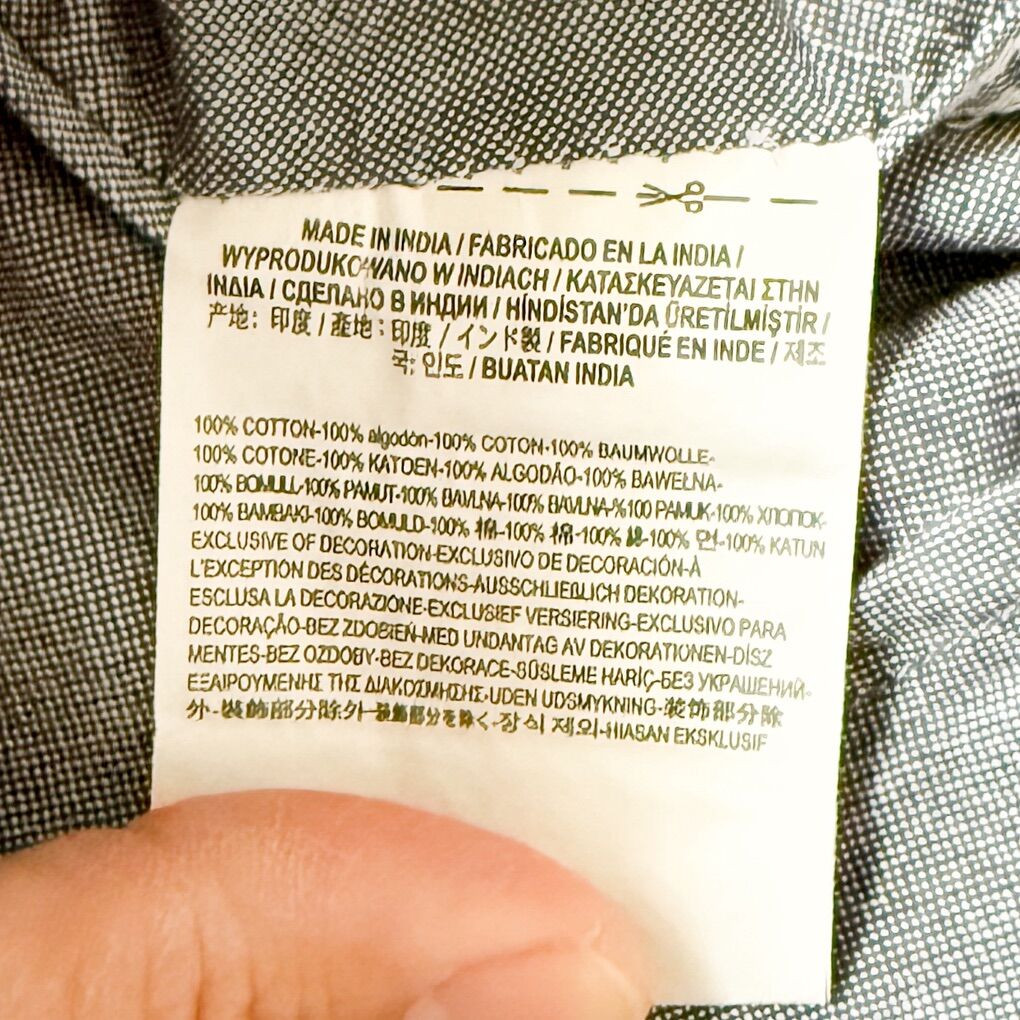 MADE IN INDIA / FABRICADO EN LA INDIA /
WYPRODUKOWANO W INDIACH / ΚΑΤΑΣΚΕΥΑΖΕΤΑΙ ΣΤΗΝ
ΙΝΔΙΑ / СДЕЛАНО В ИНДИИ / HİNDİSTAN'DA ÜRETİLMİŞTİR /
产地: 印度 / 產地: 印度 / インド製 / FABRIQUÉ EN INDE / 제조
국: 인도 / BUATAN INDIA
100% COTTON-100% algodón-100% COTON-100% BAUMWOLLE-
100% COTONE-100% KATOEN-100% ALGODÃO-100% BAWEŁNA-
100% BOMULL-100% PAMUT-100% BAVLNA-100% BAVLNA-%100 PAMUK-100% ХЛОПОК-
100% ΒΑΜΒΑΚΙ-100% BOMULD-100% 棉-100% 棉-100% 綿-100% 면-100% KATUN
EXCLUSIVE OF DECORATION-EXCLUSIVO DE DECORACIÓN-À
L'EXCEPTION DES DÉCORATIONS-AUSSCHLIEßLICH DEKORATION-
ESCLUSA LA DECORAZIONE-EXCLUSIEF VERSIERING-EXCLUSIVO PARA
DECORAÇÃO-BEZ ZDOBIEŃ-MED UNDANTAG AV DEKORATIONEN-DÍSZ
MENTES-BEZ OZDOBY-BEZ DEKORACE-SÜSLEME HARİÇ-БЕЗ УКРАШЕНИЙ-
ΕΞΑΙΡΟΥΜΕΝΗΣ ΤΗΣ ΔΙΑΚΟΣΜΗΣΗΣ-UDEN UDSMYKNING-装饰部分除
外-裝飾部分除外-装飾部分を除く-장식 제외-HIASAN EKSKLUSIF